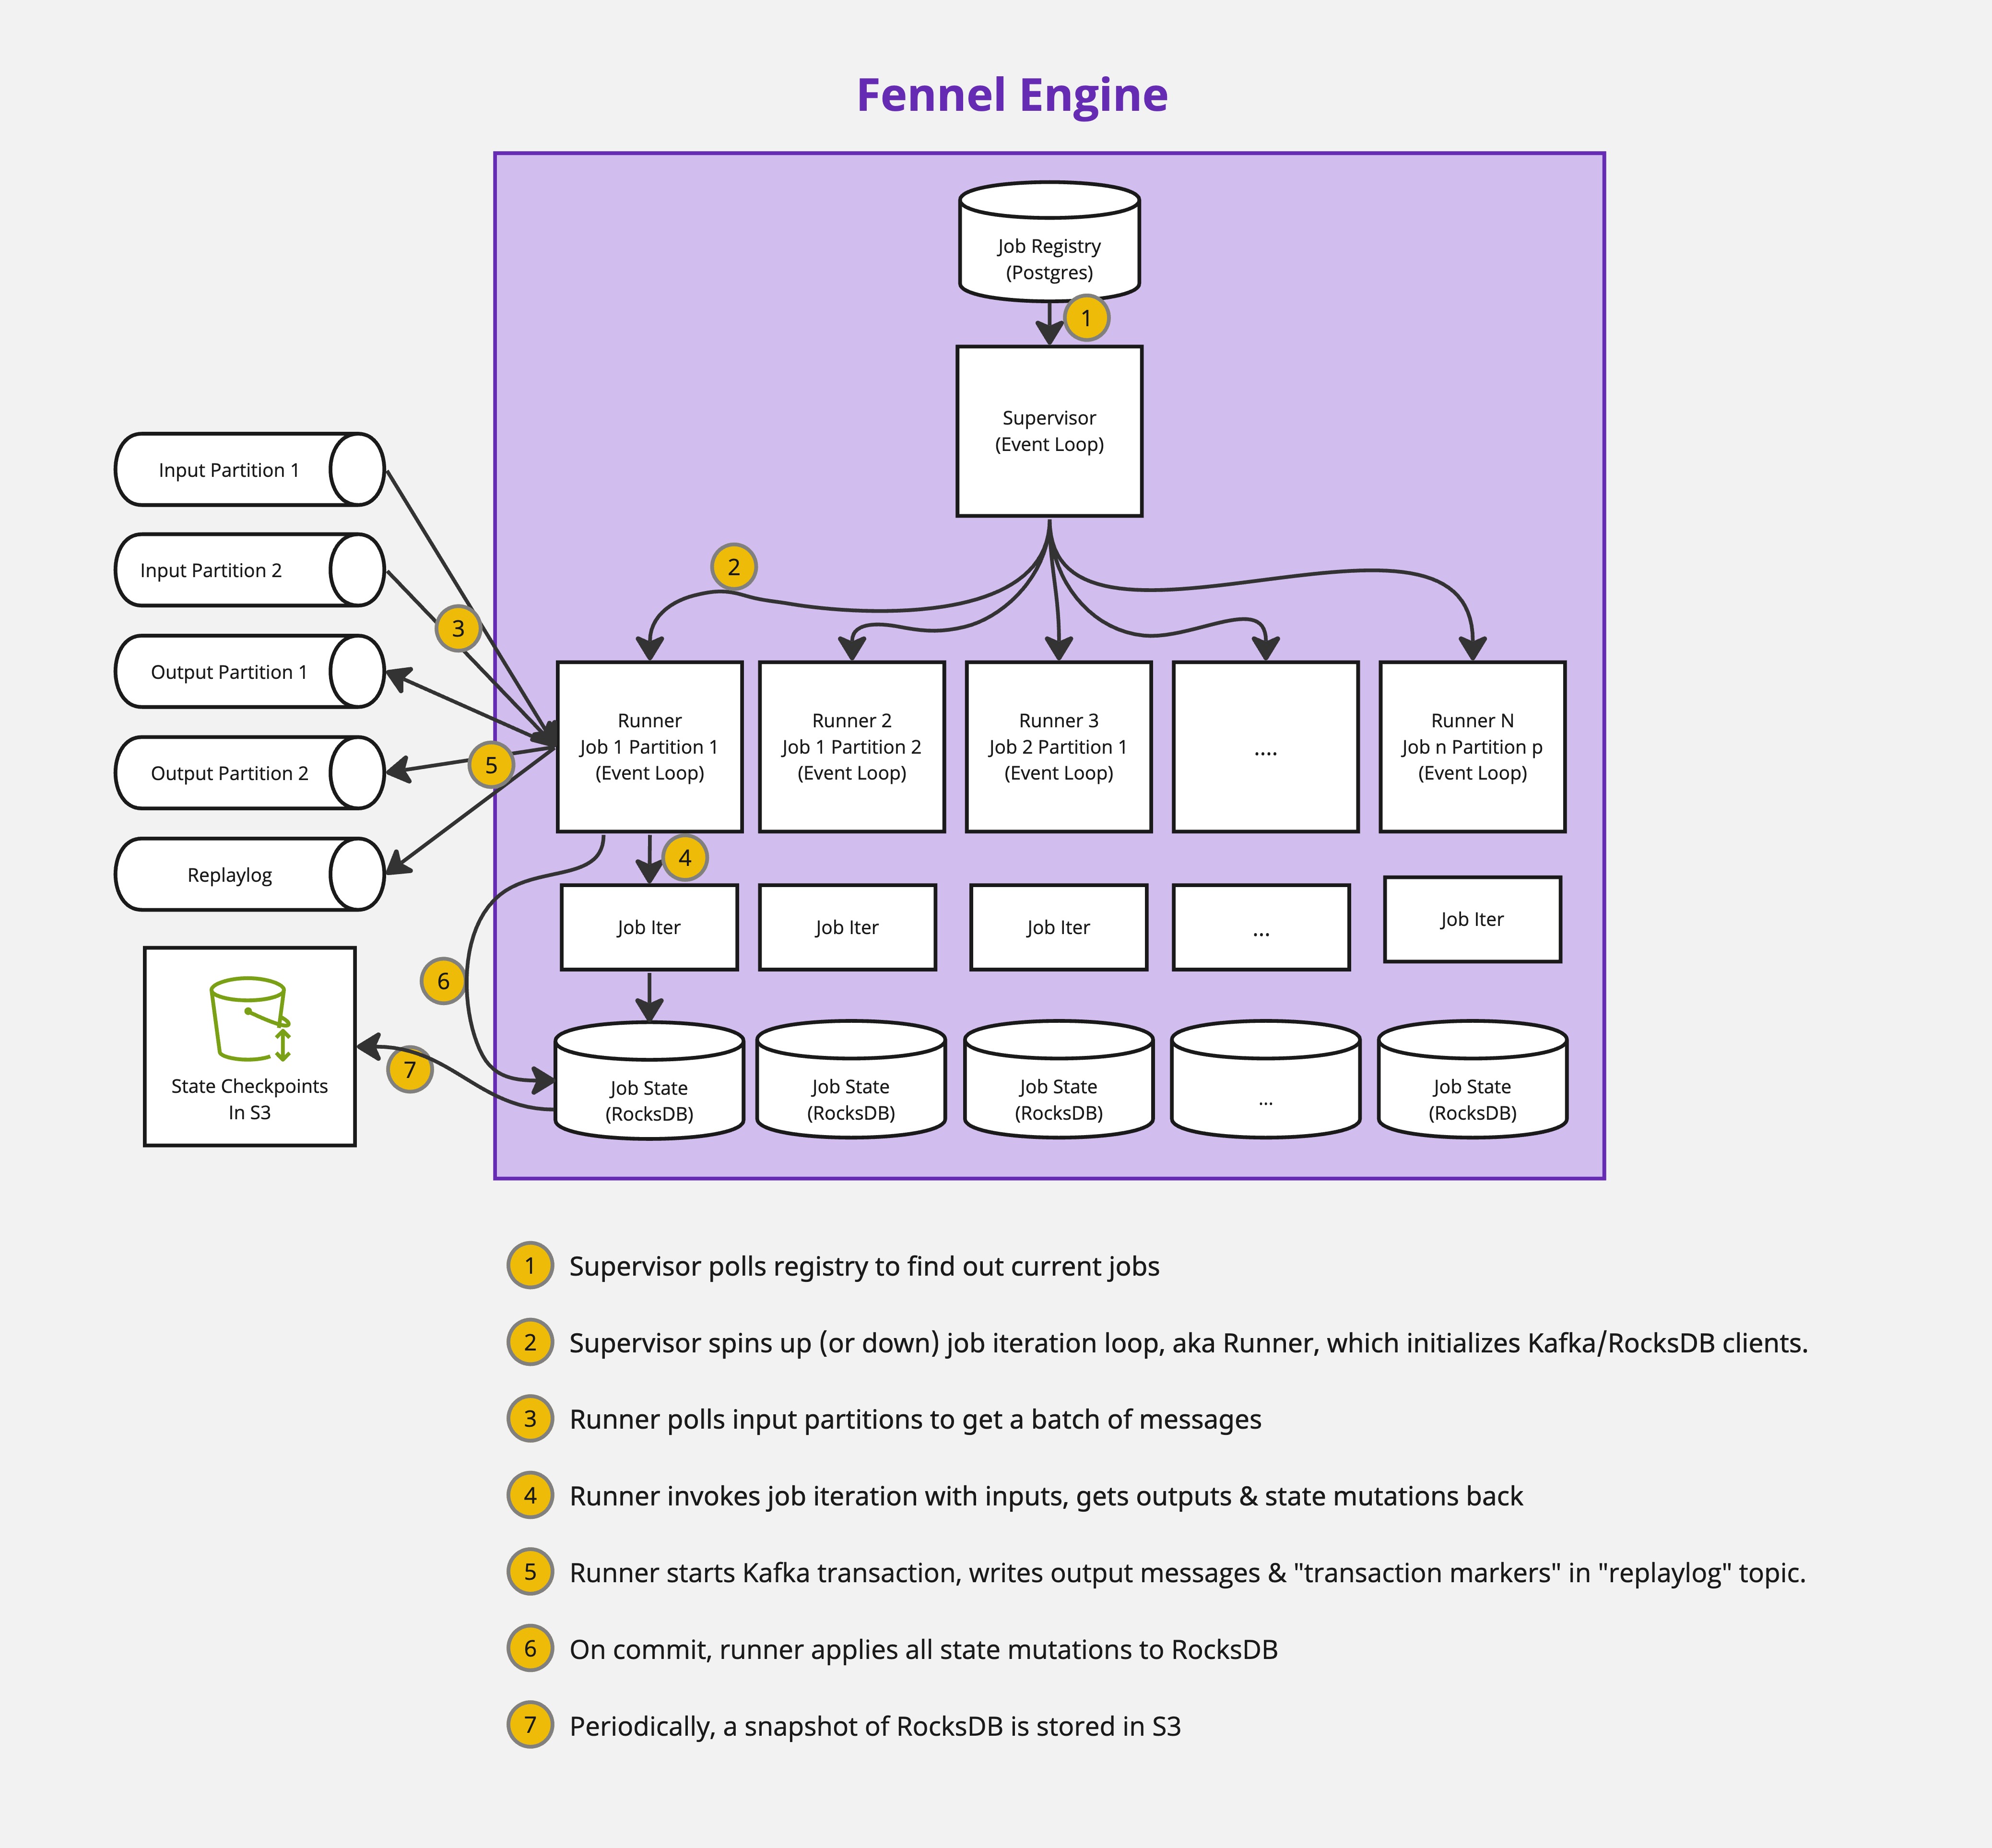 Fennel Engine
Job Registry
(Postgres)
1
Supervisor
(Event Loop)
Input Partition 1
Input Partition 2
Output Partition 1
Output Partition 2
Replaylog
2
3
5
Runner
Job 1 Partition 1
(Event Loop)
Runner 2
Job 1 Partition 2
(Event Loop)
Runner 3
Job 2 Partition 1
(Event Loop)
....
Runner N
Job n Partition p
(Event Loop)
4
Job Iter
Job Iter
Job Iter
...
Job Iter
6
7
State Checkpoints
In S3
Job State
(RocksDB)
Job State
(RocksDB)
Job State
(RocksDB)
...
Job State
(RocksDB)
1 Supervisor polls registry to find out current jobs
2 Supervisor spins up (or down) job iteration loop, aka Runner, which initializes Kafka/RocksDB clients.
3 Runner polls input partitions to get a batch of messages
4 Runner invokes job iteration with inputs, gets outputs & state mutations back
5 Runner starts Kafka transaction, writes output messages & "transaction markers" in "replaylog" topic.
6 On commit, runner applies all state mutations to RocksDB
7 Periodically, a snapshot of RocksDB is stored in S3